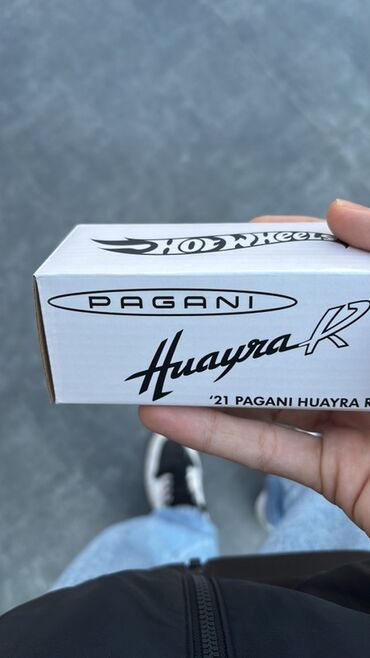 HOT WHEELS
PAGANI
Huayra R
'21 PAGANI HUAYRA R